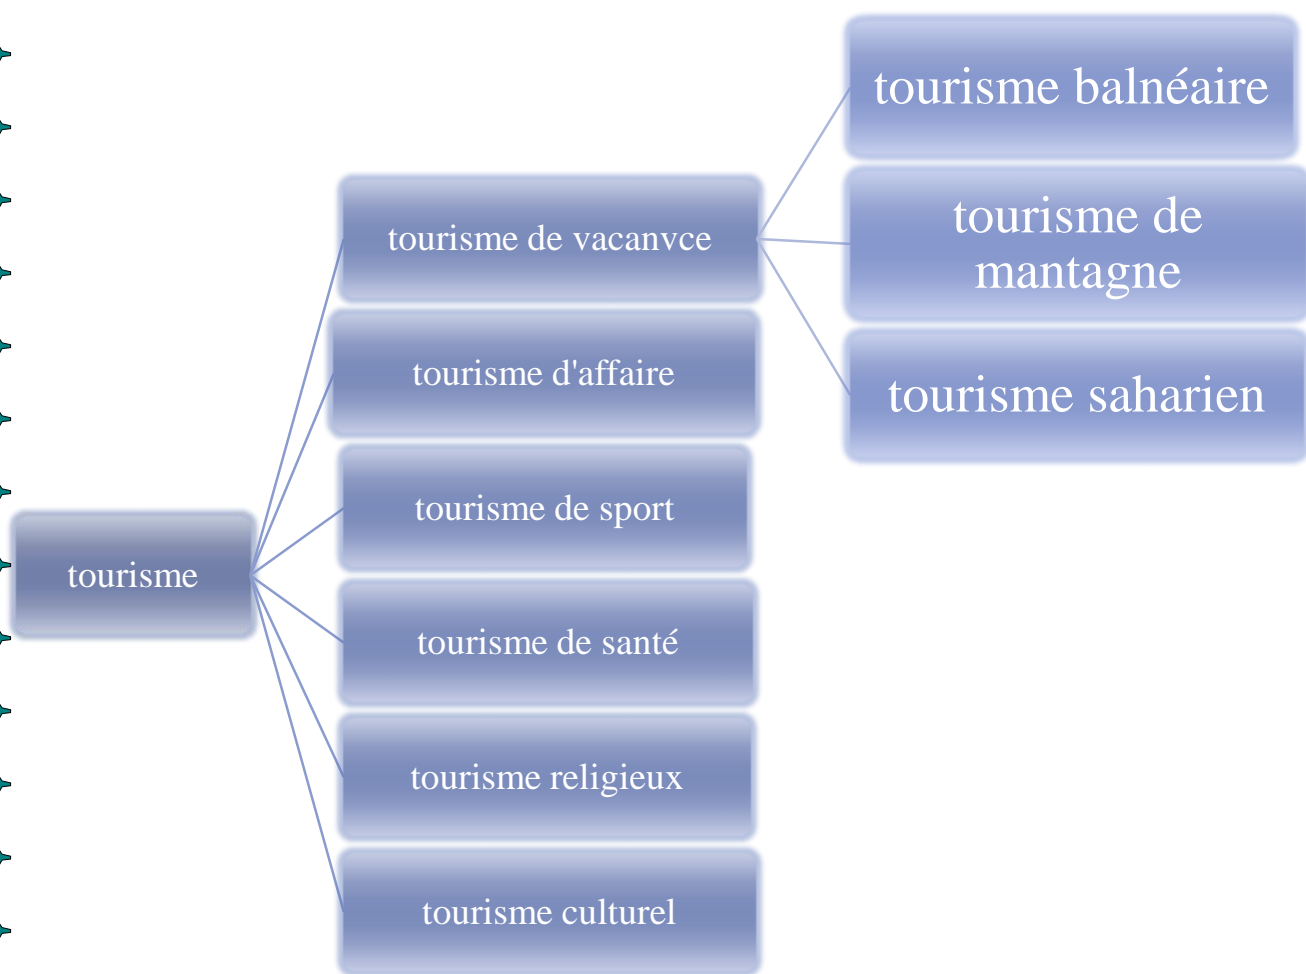 tourisme
tourisme de vacanvce
tourisme balnéaire
tourisme de
mantagne
tourisme saharien
tourisme d'affaire
tourisme de sport
tourisme de santé
tourisme religieux
tourisme culturel